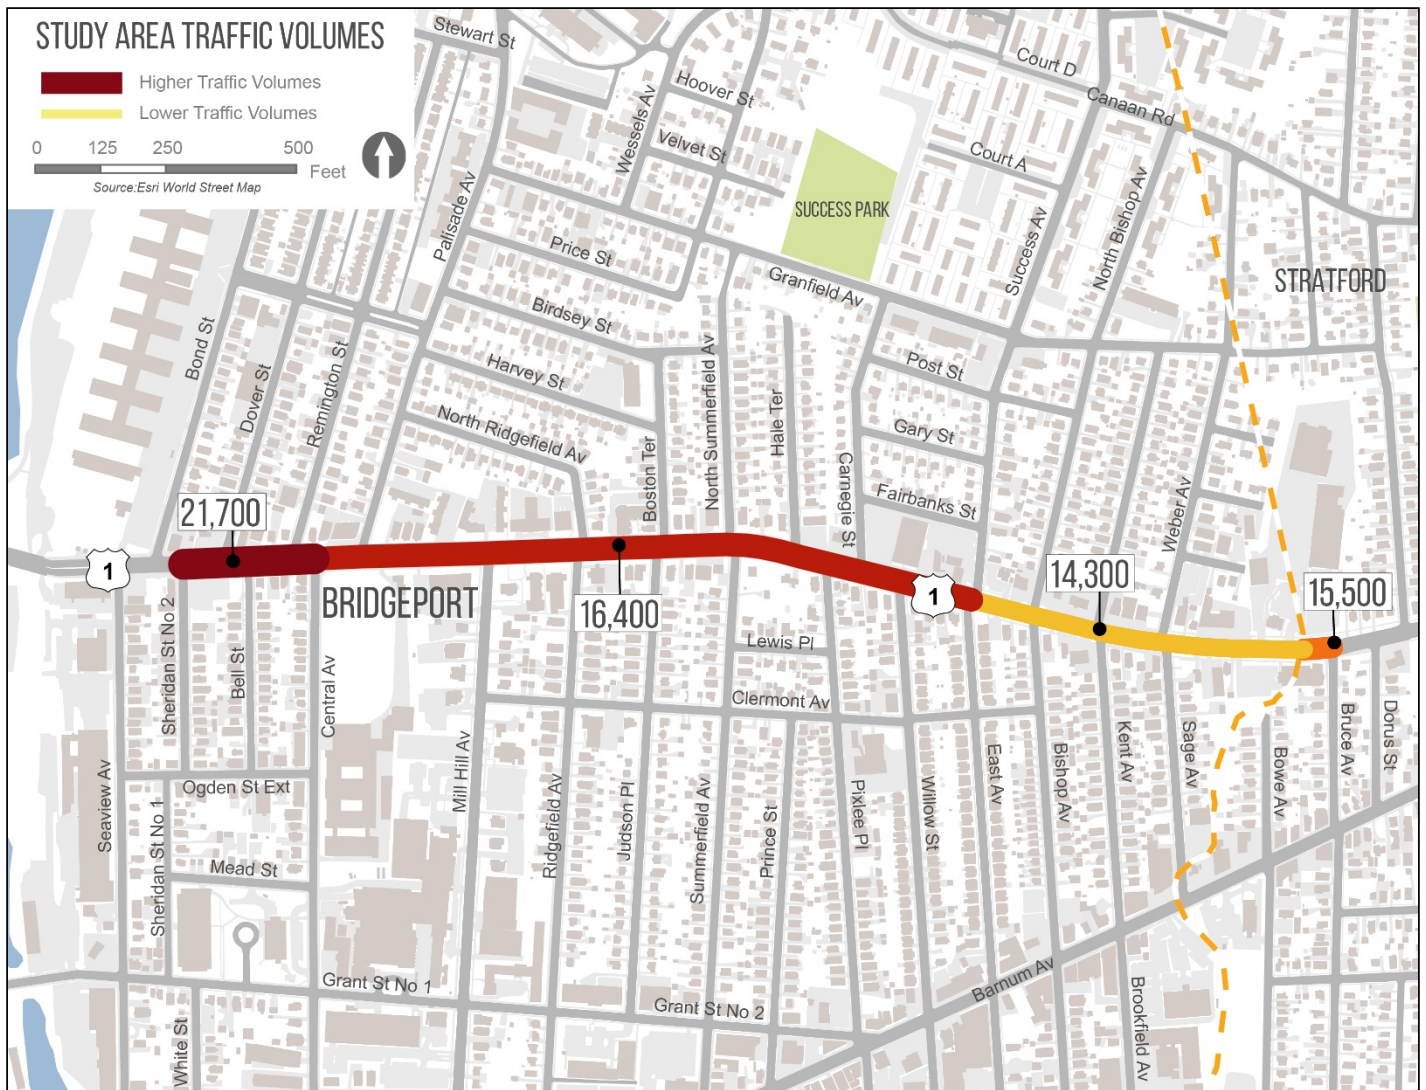 STUDY AREA TRAFFIC VOLUMES
Higher Traffic Volumes
Lower Traffic Volumes
0 125 250 500
Feet
Source:Esri World Street Map
Stewart St
Hoover St
Wessels Av
Velvet St
Court D
Canaan Rd
Court A
SUCCESS PARK
Palisade Av
Price St
Granfield Av
Success Av
North Bishop Av
STRATFORD
Birdsey St
Bond St
Dover St
Remington St
Harvey St
North Ridgefield Av
Boston Ter
North Summerfield Av
Hale Ter
Carnegie St
Post St
Gary St
Fairbanks St
Weber Av
21,700
1
BRIDGEPORT
16,400
1
14,300
15,500
Sheridan St No 2
Bell St
Central Av
Lewis Pl
Clermont Av
Seaview Av
Ogden St Ext
Sheridan St No 1
Mead St
Mill Hill Av
Ridgefield Av
Judson Pl
Summerfield Av
Prince St
Pixlee Pl
Willow St
East Av
Bishop Av
Kent Av
Sage Av
Bowe Av
Bruce Av
Dorus St
Grant St No 1
Grant St No 2
Barnum Av
Brookfield Av
White St